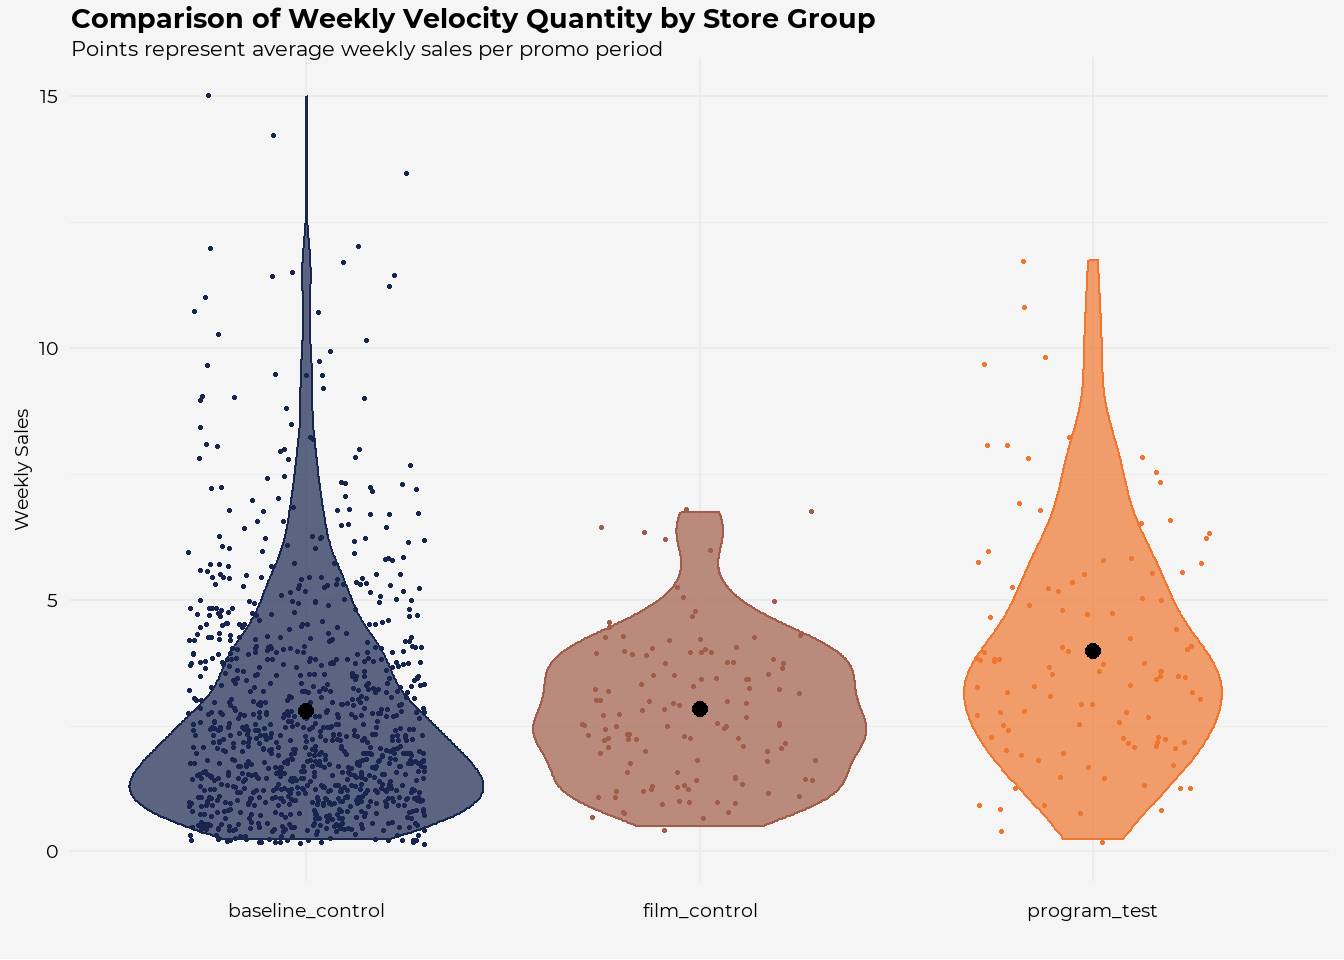 Comparison of Weekly Velocity Quantity by Store Group
Points represent average weekly sales per promo period
15
10
5
0
Weekly Sales
baseline_control
film_control
program_test